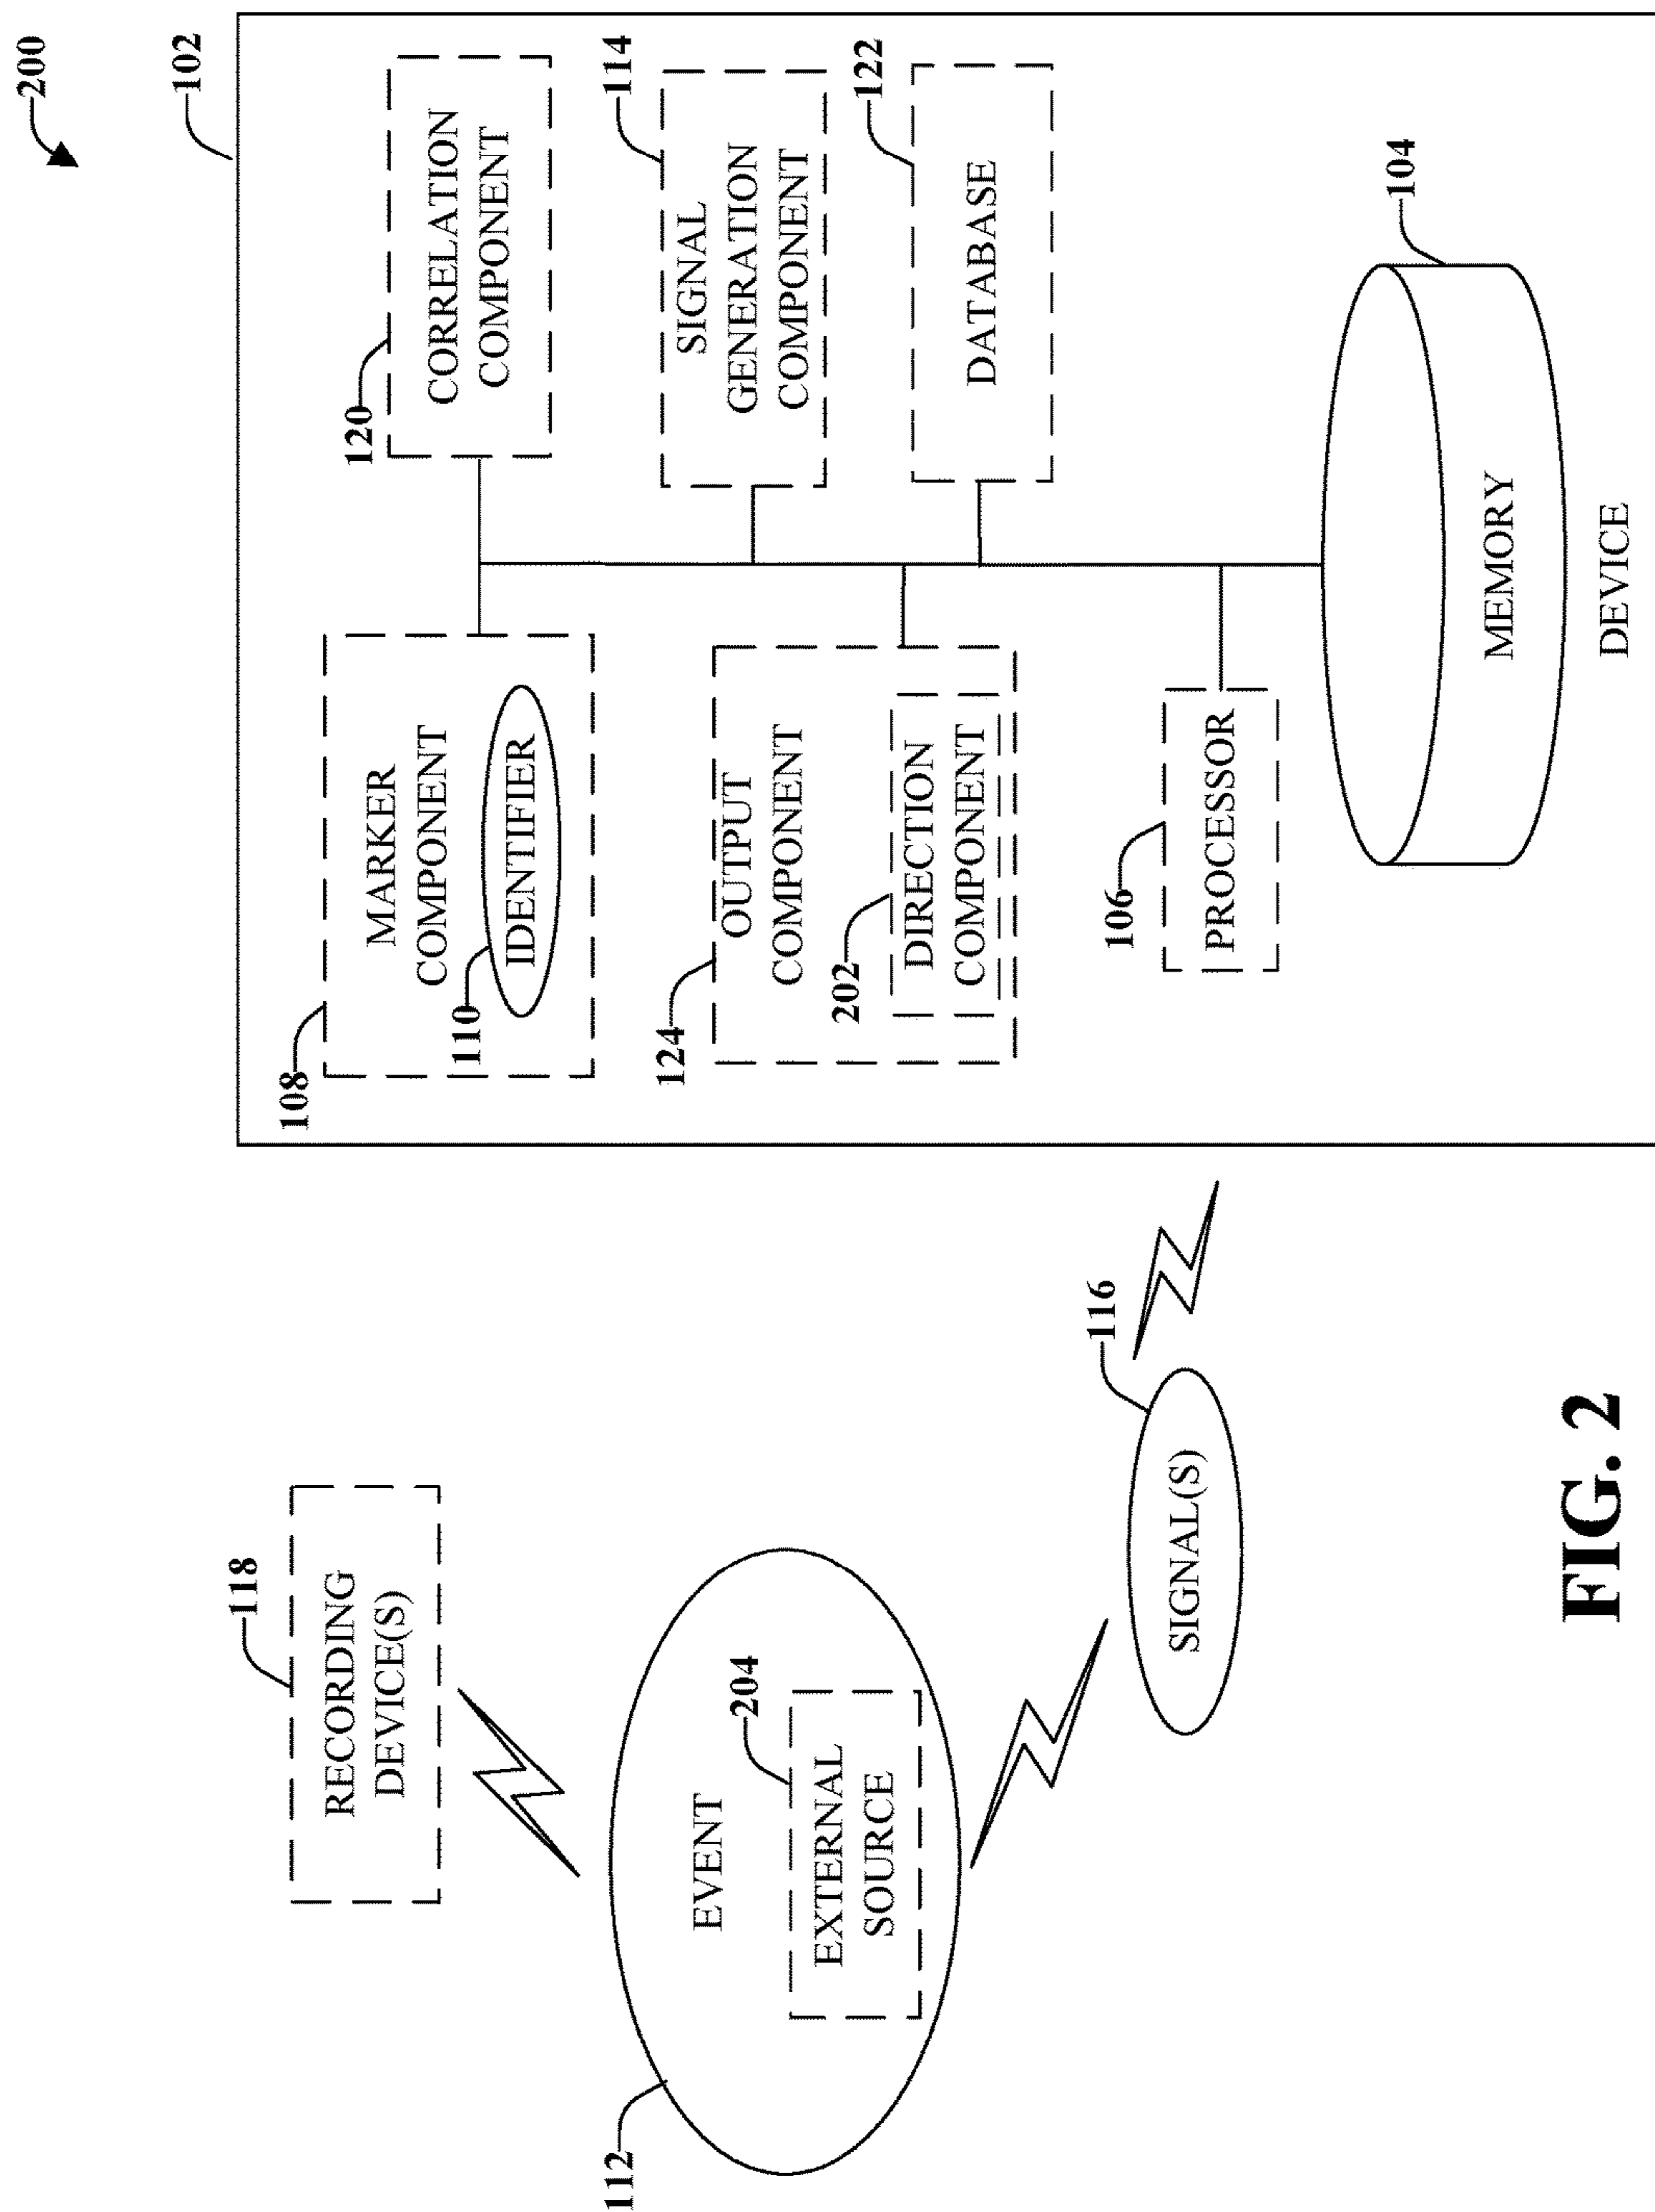 200
102
118
RECORDING
DEVICE(S)
112
EVENT
204
EXTERNAL
SOURCE
116
SIGNAL(S)
108
MARKER
COMPONENT
110
IDENTIFIER
120
CORRELATION
COMPONENT
124
OUTPUT
COMPONENT
202
DIRECTION
COMPONENT
114
SIGNAL
GENERATION
COMPONENT
122
DATABASE
106
PROCESSOR
104
MEMORY
DEVICE
FIG. 2